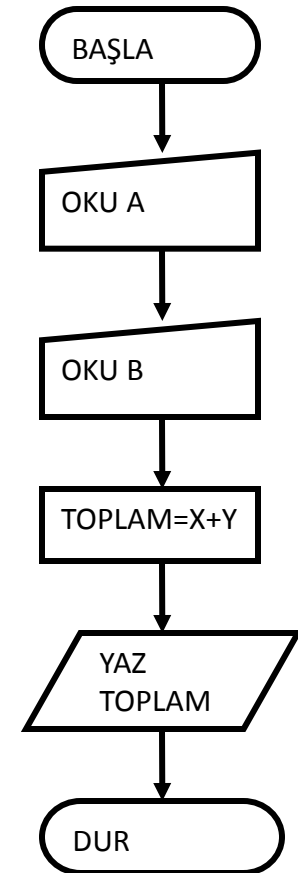 BAŞLA
OKU A
OKU B
TOPLAM=X+Y
YAZ
TOPLAM
DUR